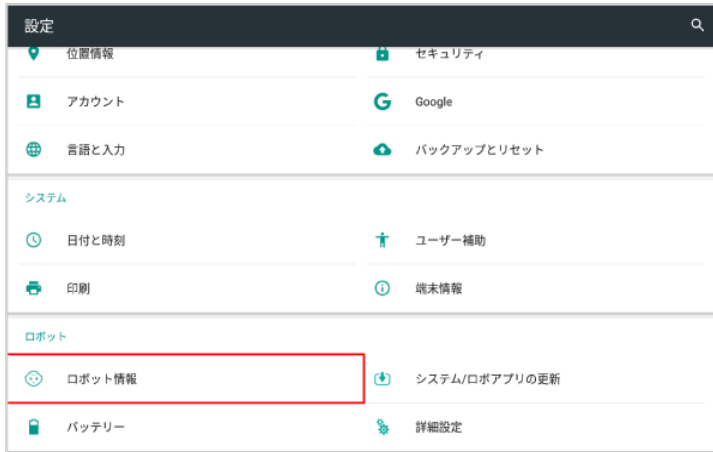 設定
位置情報
セキュリティ
アカウント
Google
言語と入力
バックアップとリセット
システム
日付と時刻
ユーザー補助
印刷
端末情報
ロボット
ロボット情報
システム/ロボアプリの更新
バッテリー
詳細設定